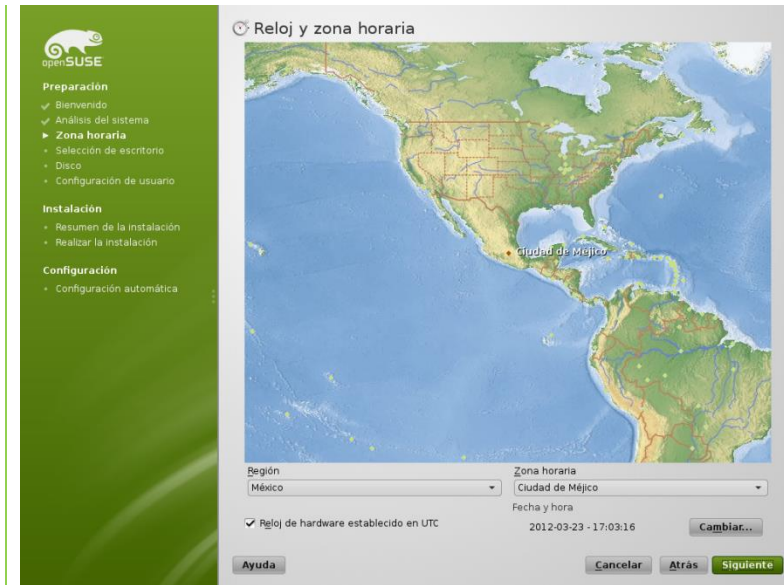 openSUSE
Preparación
Bienvenido
Análisis del sistema
Zona horaria
Selección de escritorio
Disco
Configuración de usuario
Instalación
Resumen de la instalación
Realizar la instalación
Configuración
Configuración automática
Reloj y zona horaria
Ciudad de Méjico
Región
México
Zona horaria
Ciudad de Méjico
Reloj de hardware establecido en UTC
Fecha y hora
2012-03-23 - 17:03:16
Cambiar...
Ayuda
Cancelar
Atrás
Siguiente